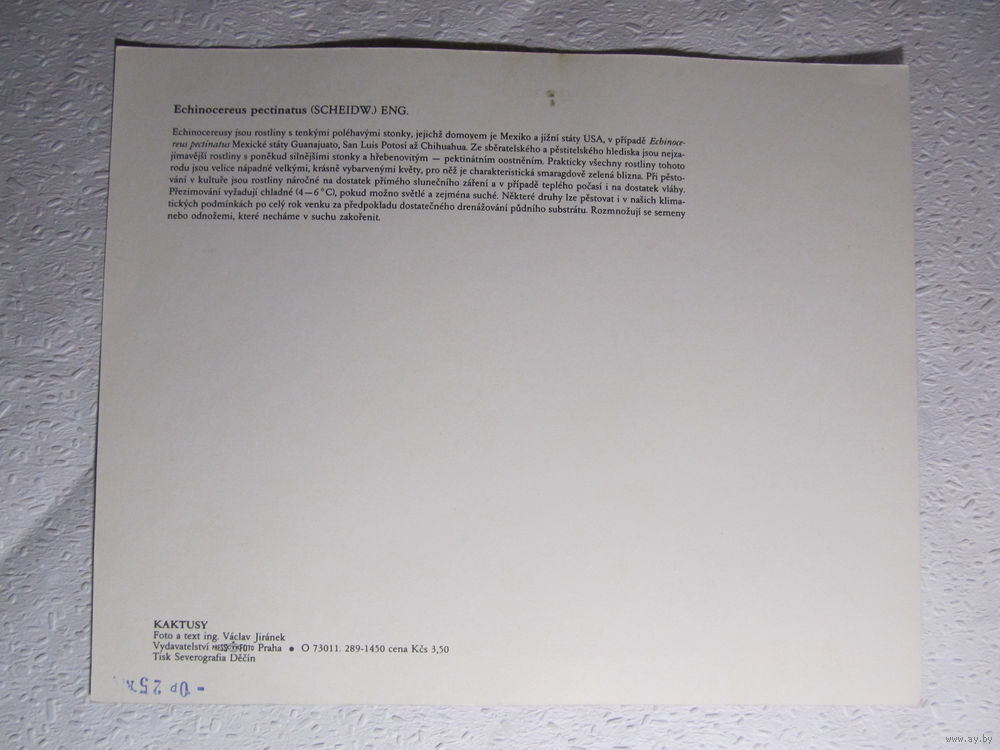 Echinocereus pectinatus (SCHEIDW.) ENG.
Echinocereusy jsou rostliny s tenkými poléhavými stonky, jejichž domovem je Mexiko a jižní státy USA, v případě Echinoce-
reus pectinatus Mexické státy Guanajuato, San Luis Potosí až Chihuahua. Ze sběratelského a pěstitelského hlediska jsou nejza-
jímavější rostliny s poněkud silnějšími stonky a hřebenovitým — pektinátním oostněním. Prakticky všechny rostliny tohoto
rodu jsou velice nápadné velkými, krásně vybarvenými květy, pro něž je charakteristická smaragdově zelená blizna. Při pěsto-
vání v kultuře jsou rostliny náročné na dostatek přímého slunečního záření a v případě teplého počasí i na dostatek vláhy.
Přezimování vyžadují chladné (4—6 °C), pokud možno světlé a zejména suché. Některé druhy lze pěstovat i v našich klima-
tických podmínkách po celý rok venku za předpokladu dostatečného drenážování půdního substrátu. Rozmnožují se semeny
nebo odnožemi, které necháme v suchu zakořenit.
KAKTUSY
Foto a text ing. Václav Jiránek
Vydavatelství PRESSFOTO Praha ● O 73011. 289-1450 cena Kčs 3,50
Tisk Severografia Děčín
www.ay.by